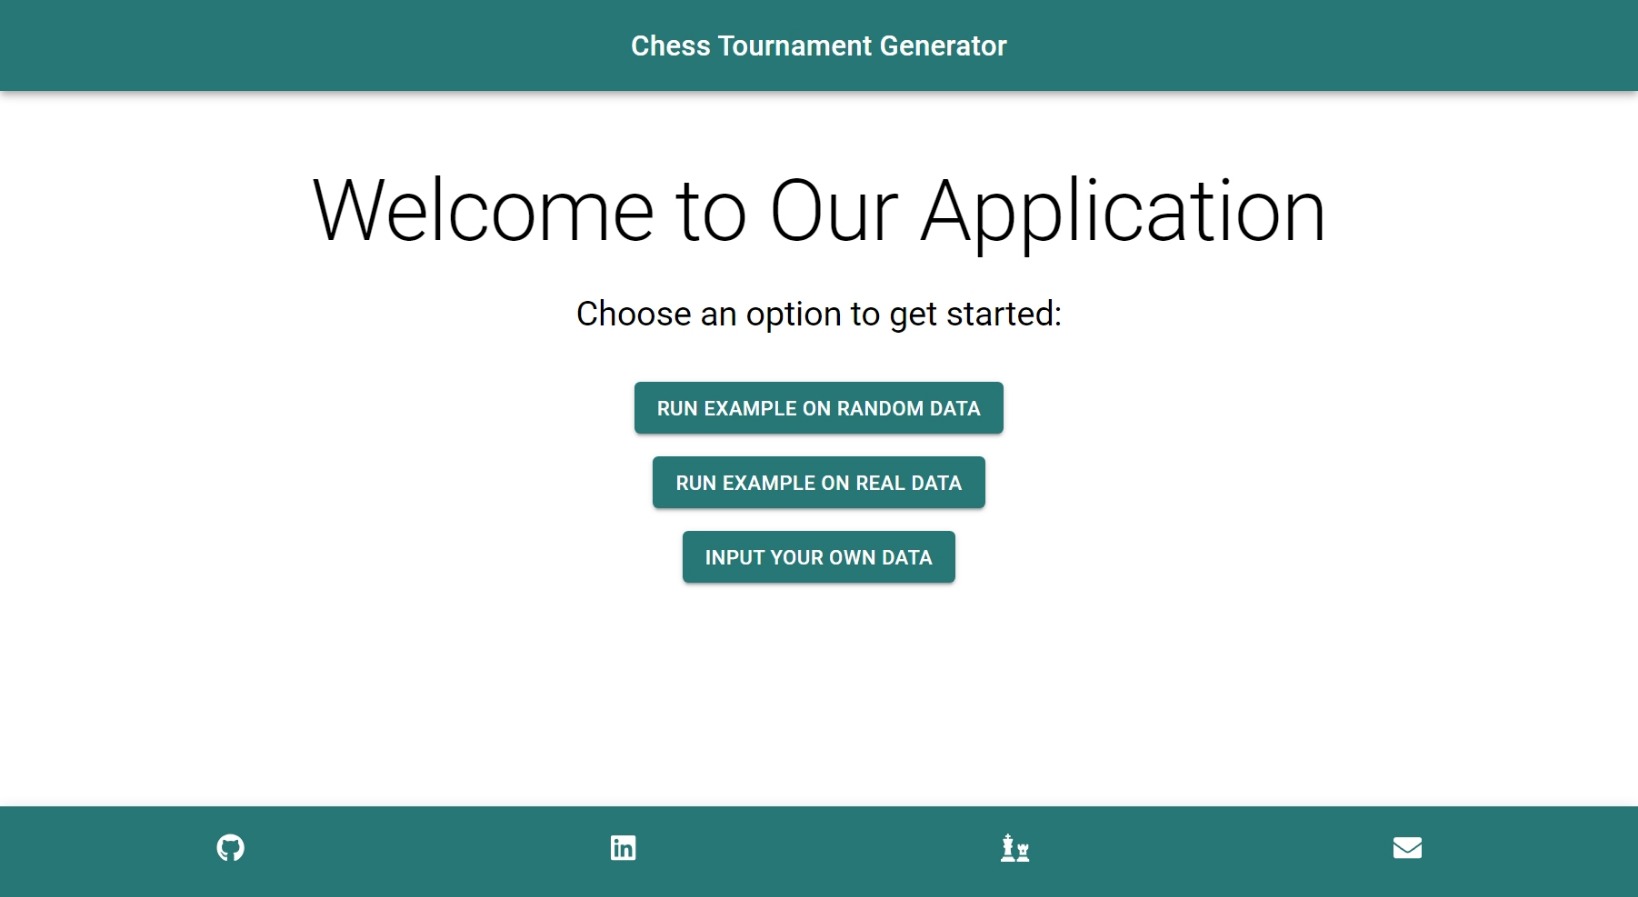 Chess Tournament Generator
Welcome to Our Application
Choose an option to get started:
RUN EXAMPLE ON RANDOM DATA
RUN EXAMPLE ON REAL DATA
INPUT YOUR OWN DATA
in